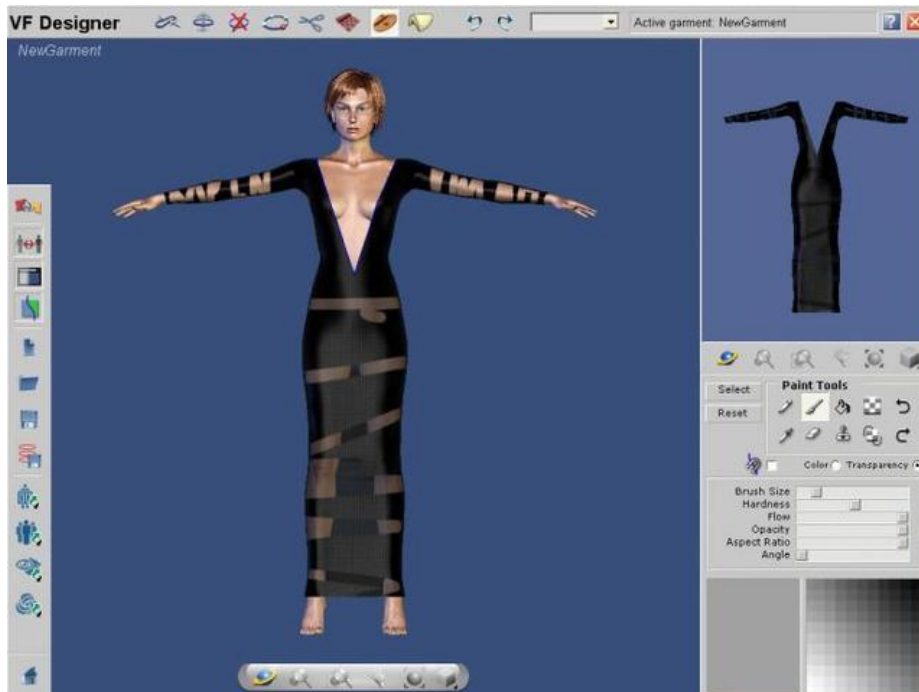 VF Designer
Active garment: NewGarment
NewGarment
Select
Reset
Paint Tools
Color
Transparency
Brush Size
Hardness
Flow
Opacity
Aspect Ratio
Angle